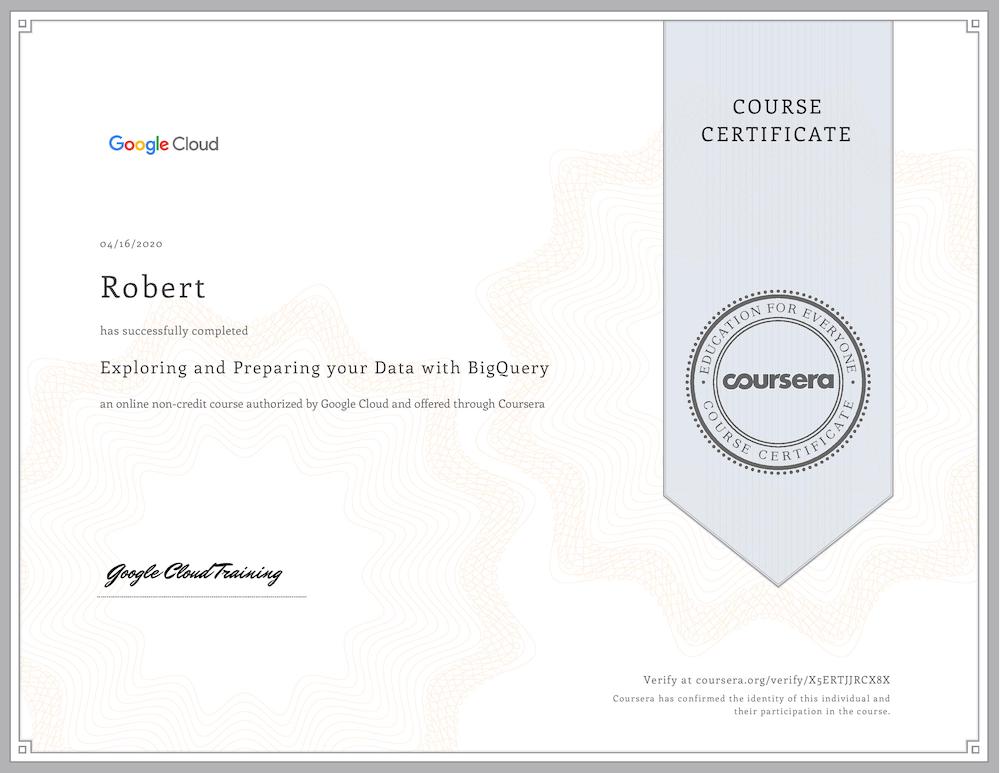 COURSE
CERTIFICATE
Google Cloud
04/16/2020
Robert
has successfully completed
Exploring and Preparing your Data with BigQuery
an online non-credit course authorized by Google Cloud and offered through Coursera
EDUCATION FOR EVERYONE
coursera
COURSE CERTIFICATE
Google Cloud Training
Verify at coursera.org/verify/X5ERTJJRCX8X
Coursera has confirmed the identity of this individual and
their participation in the course.